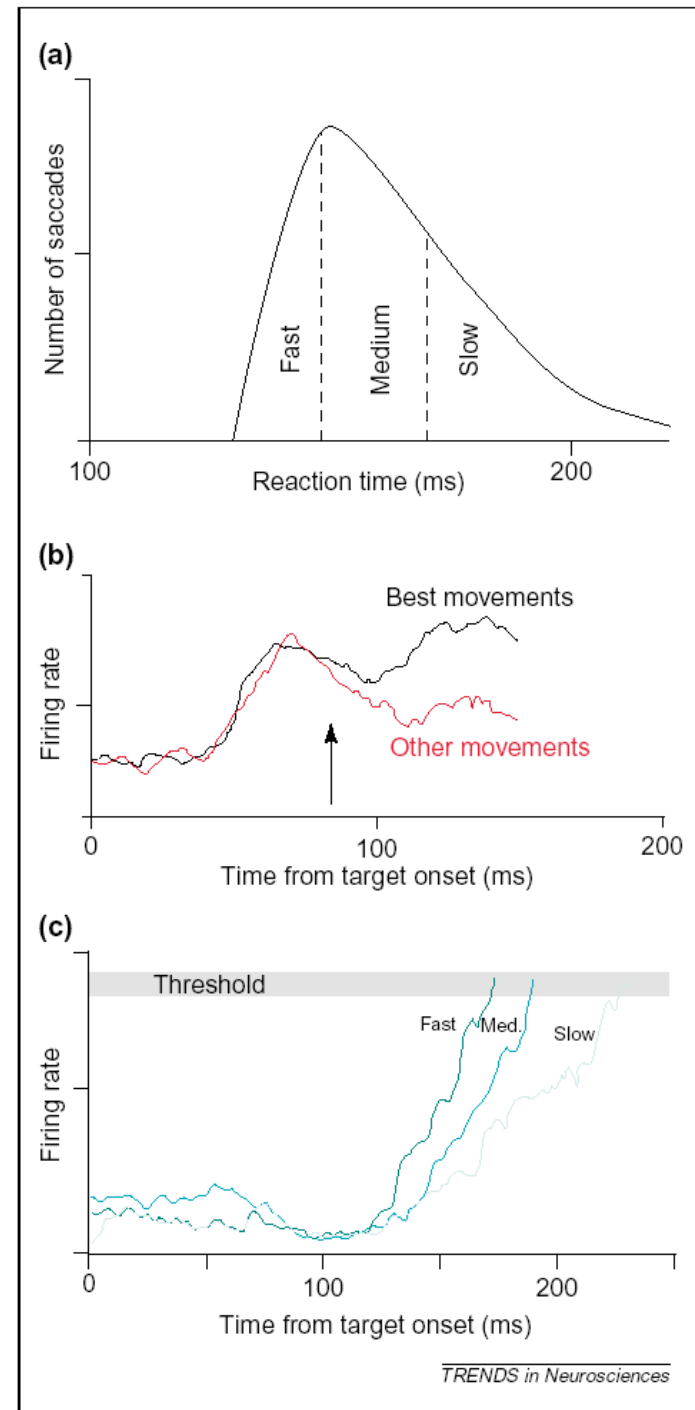 (a)
Number of saccades
Fast
Medium
Slow
100
200
Reaction time (ms)
(b)
Firing rate
Best movements
Other movements
0
100
200
Time from target onset (ms)
(c)
Threshold
Fast
Med.
Slow
Firing rate
0
100
200
Time from target onset (ms)
TRENDS in Neurosciences